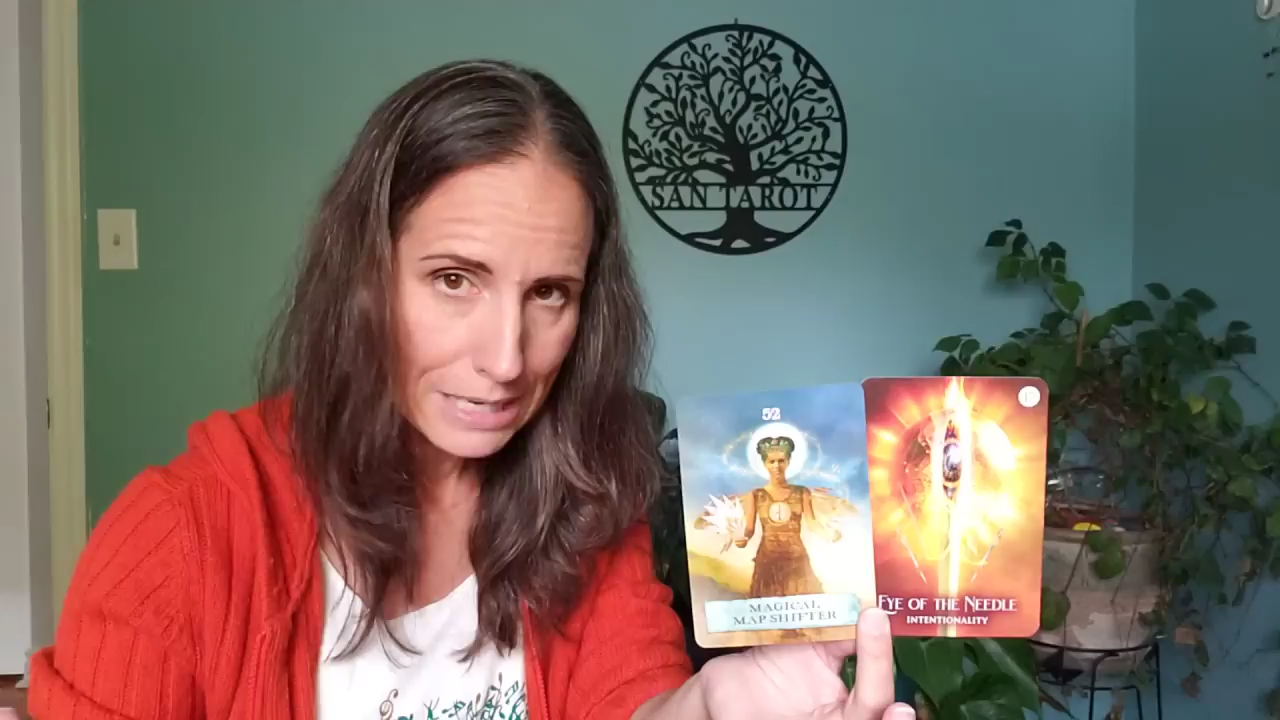 SAN TAROT
52
MAGICAL
MAP SHIFTER
EYE OF THE NEEDLE
INTENTIONALITY